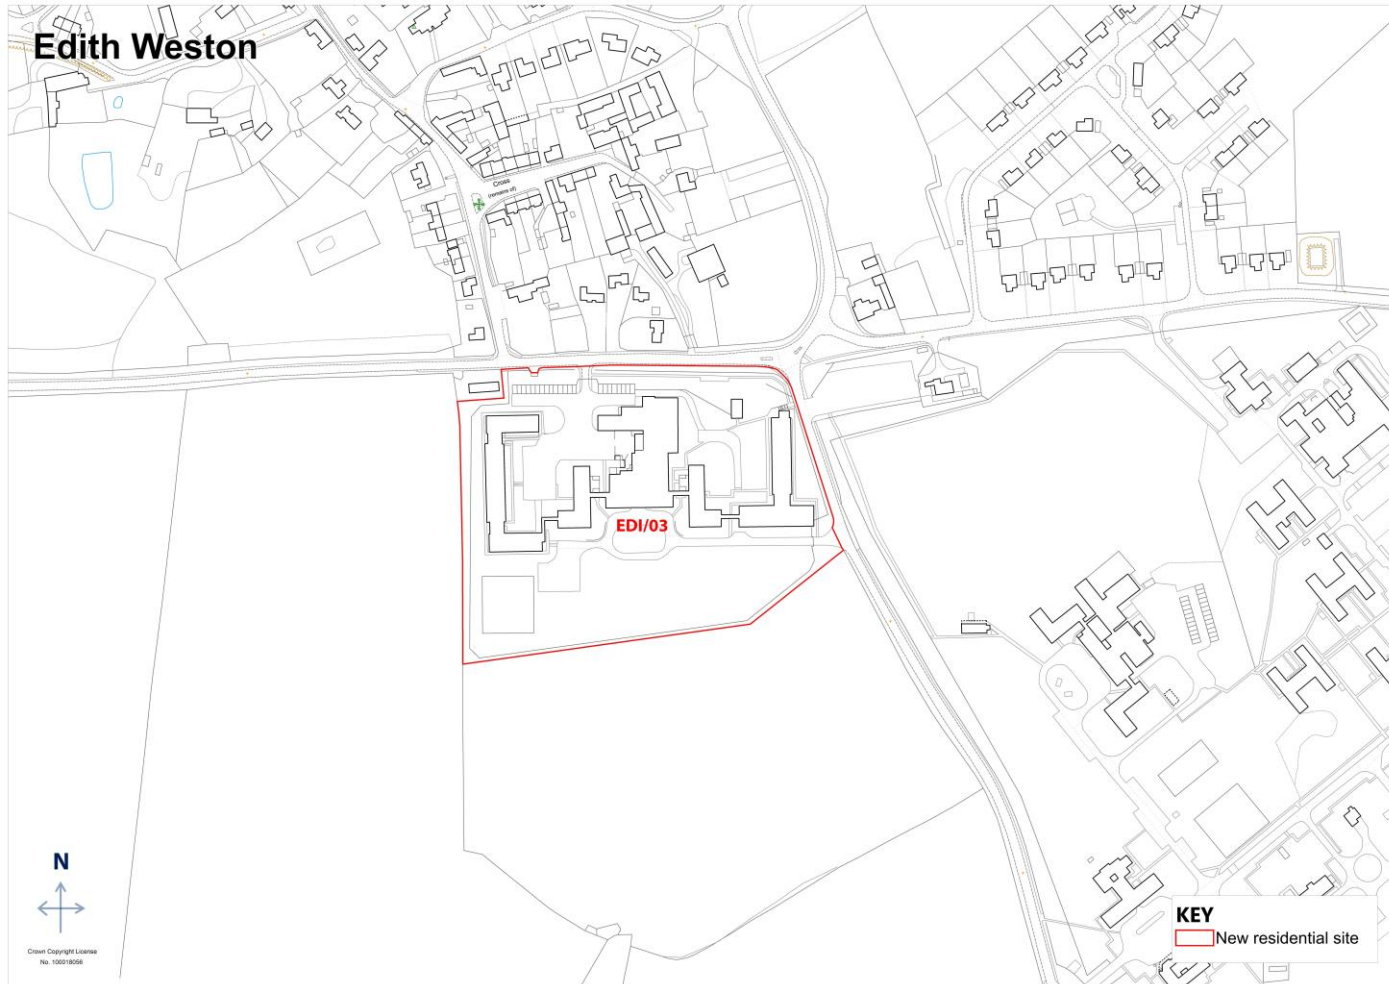 Edith Weston
Cross
(remains of)
EDI/03
N
Crown Copyright License
No. 100018056
KEY
New residential site